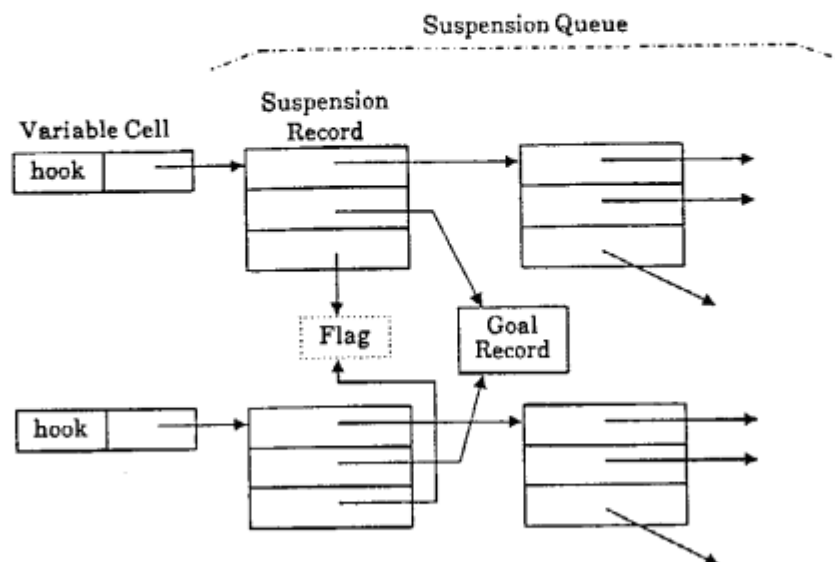 Suspension Queue
Suspension
Record
Variable Cell
hook
Flag
Goal
Record
hook